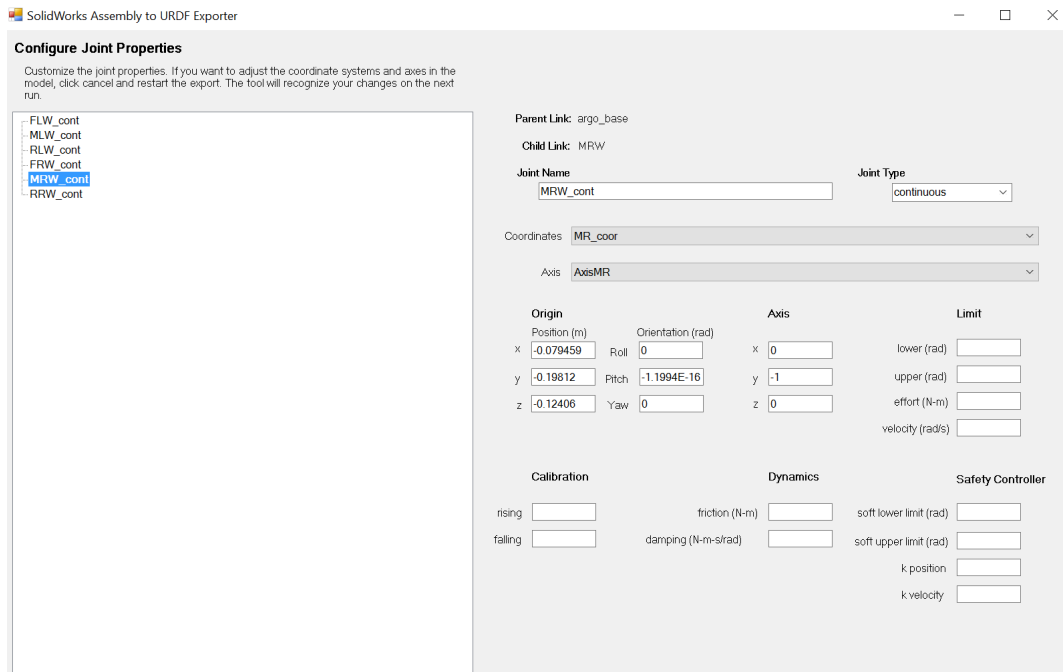 SolidWorks Assembly to URDF Exporter
Configure Joint Properties
Customize the joint properties. If you want to adjust the coordinate systems and axes in the
model, click cancel and restart the export. The tool will recognize your changes on the next
run.
FLW_cont
MLW_cont
RLW_cont
FRW_cont
MRW_cont
RRW_cont
Parent Link: argo_base
Child Link: MRW
Joint Name Joint Type
MRW_cont continuous
Coordinates MR_coor
Axis AxisMR
Origin Axis Limit
Position (m) Orientation (rad)
x -0.079459 Roll 0 x 0 lower (rad)
y -0.19812 Pitch -1.1994E-16 y -1 upper (rad)
z -0.12406 Yaw 0 z 0 effort (N-m)
velocity (rad/s)
Calibration Dynamics Safety Controller
rising friction (N-m) soft lower limit (rad)
falling damping (N-m-s/rad) soft upper limit (rad)
k position
k velocity